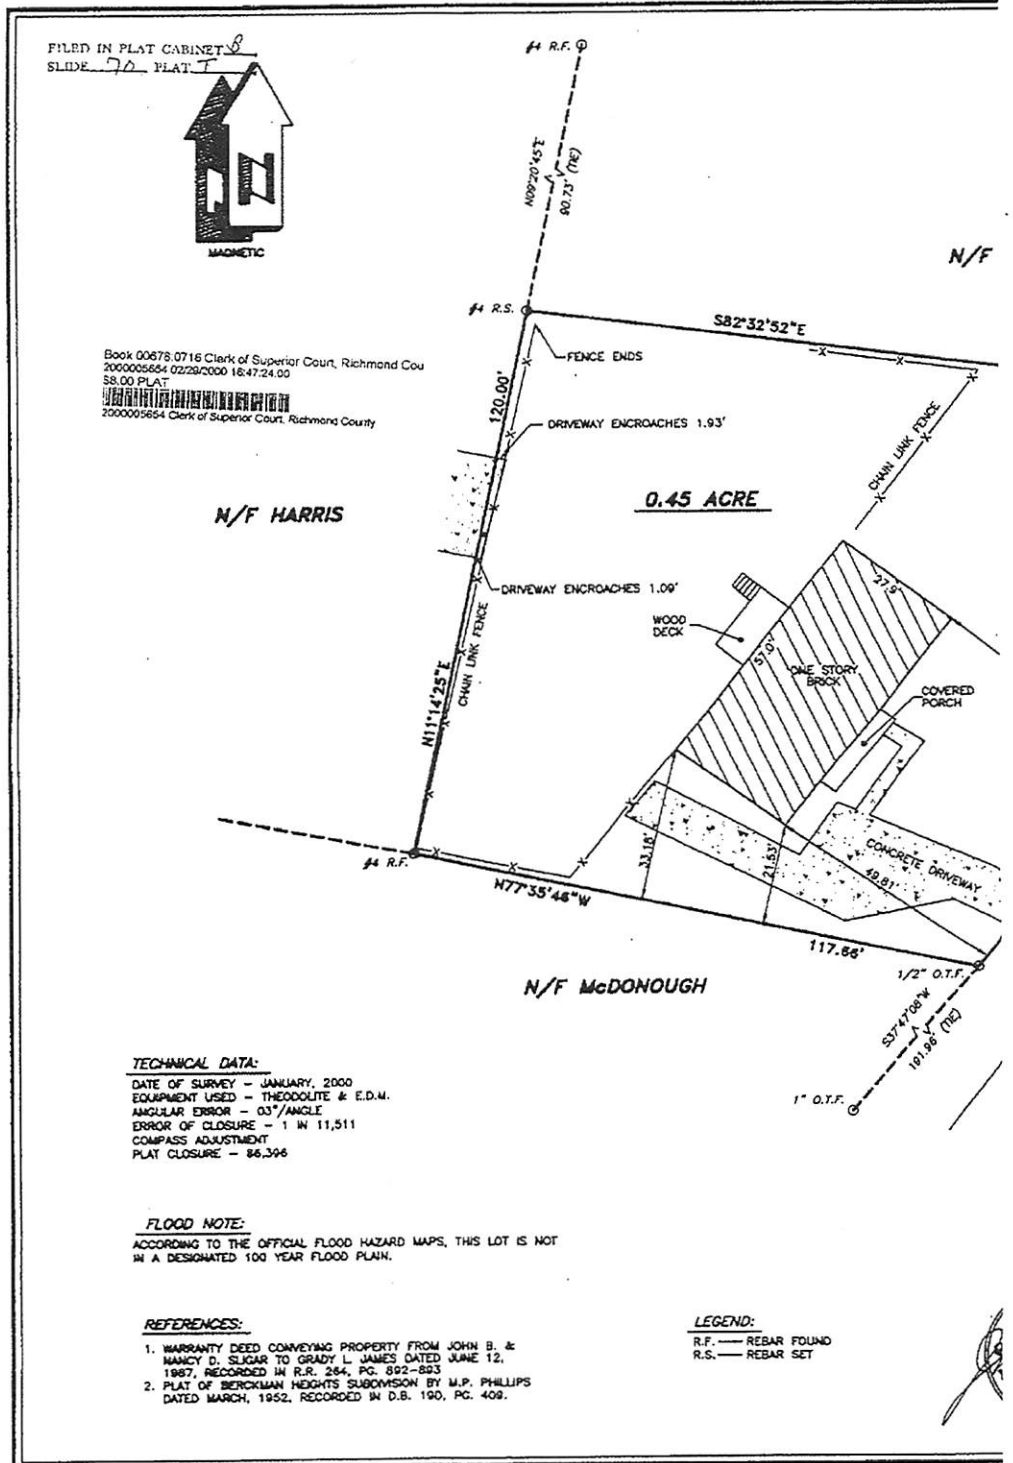 FILED IN PLAT CABINET B
SLIDE 70 PLAT T
N
MAGNETIC
#4 R.F.
N09°20'45"E
90.73' (TIE)
N/F
#4 R.S.
S82°32'52"E
FENCE ENDS
Book 00678:0716 Clerk of Superior Court, Richmond Cou
2000005654 02/29/2000 16:47:24.00
$8.00 PLAT
2000005654 Clerk of Superior Court, Richmond County
120.00'
DRIVEWAY ENCROACHES 1.93'
CHAIN LINK FENCE
N/F HARRIS
0.45 ACRE
DRIVEWAY ENCROACHES 1.09'
27.9'
WOOD
DECK
57.0'
ONE STORY
BRICK
COVERED
PORCH
N11°14'25"E
CHAIN LINK FENCE
33.18'
21.53'
CONCRETE DRIVEWAY
49.81'
#4 R.F.
N77°35'46"W
117.66'
1/2" O.T.F.
N/F McDONOUGH
S37°47'08"W
191.96' (TIE)
1" O.T.F.
TECHNICAL DATA:
DATE OF SURVEY - JANUARY, 2000
EQUIPMENT USED - THEODOLITE & E.D.M.
ANGULAR ERROR - 03"/ANGLE
ERROR OF CLOSURE - 1 IN 11,511
COMPASS ADJUSTMENT
PLAT CLOSURE - 86,396
FLOOD NOTE:
ACCORDING TO THE OFFICIAL FLOOD HAZARD MAPS, THIS LOT IS NOT
IN A DESIGNATED 100 YEAR FLOOD PLAIN.
REFERENCES:
1. WARRANTY DEED CONVEYING PROPERTY FROM JOHN B. &
NANCY D. SLIGAR TO GRADY L. JAMES DATED JUNE 12,
1987, RECORDED IN R.R. 264, PG. 892-893
2. PLAT OF BERCKMAN HEIGHTS SUBDIVISION BY M.P. PHILLIPS
DATED MARCH, 1952, RECORDED IN D.B. 190, PG. 409.
LEGEND:
R.F. — REBAR FOUND
R.S. — REBAR SET